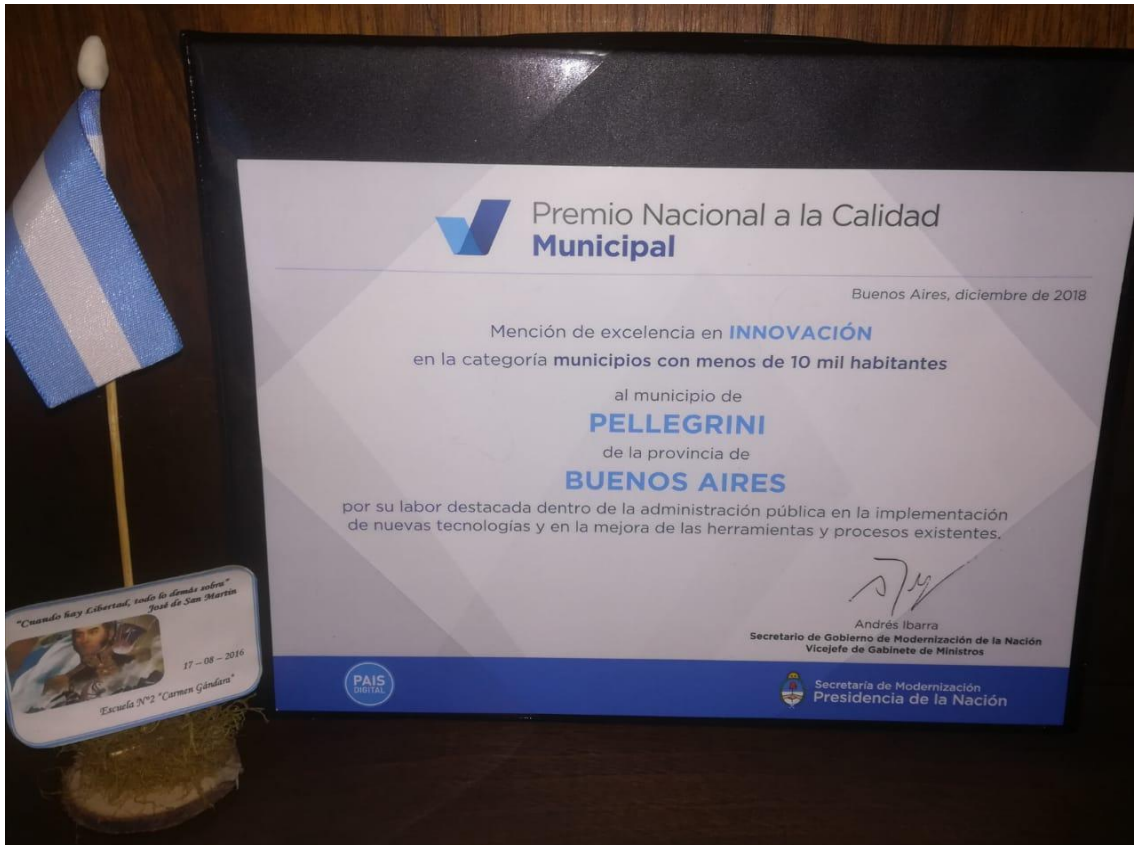 Premio Nacional a la Calidad
Municipal
Buenos Aires, diciembre de 2018
Mención de excelencia en INNOVACIÓN
en la categoría municipios con menos de 10 mil habitantes
al municipio de
PELLEGRINI
de la provincia de
BUENOS AIRES
por su labor destacada dentro de la administración pública en la implementación
de nuevas tecnologías y en la mejora de las herramientas y procesos existentes.
Andrés Ibarra
Secretario de Gobierno de Modernización de la Nación
Vicejefe de Gabinete de Ministros
PAIS
DIGITAL
Secretaría de Modernización
Presidencia de la Nación
"Cuando hay Libertad, todo lo demás sobra"
José de San Martín
17 – 08 – 2016
Escuela N°2 "Carmen Gándara"